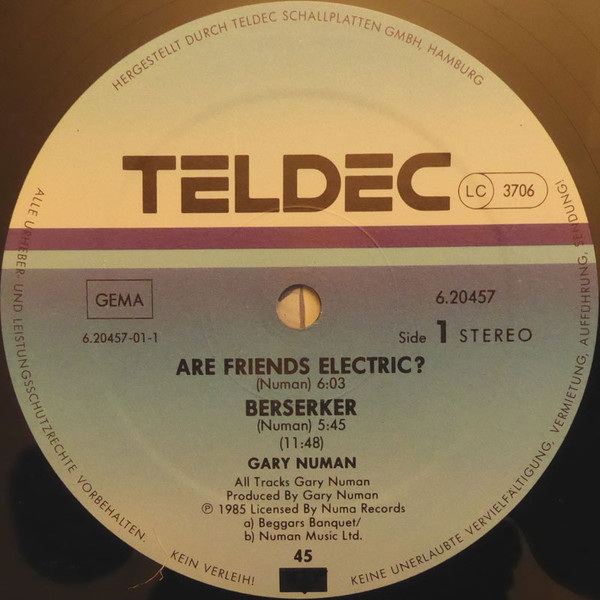 HERGESTELLT DURCH TELDEC SCHALLPLATTEN GMBH, HAMBURG
TELDEC
LC 3706
GEMA
6.20457
6.20457-01-1
Side 1 STEREO
ARE FRIENDS ELECTRIC?
(Numan) 6:03
BERSERKER
(Numan) 5:45
(11:48)
GARY NUMAN
All Tracks Gary Numan
Produced By Gary Numan
℗ 1985 Licensed By Numa Records
a) Beggars Banquet/
b) Numan Music Ltd.
45
ALLE URHEBER- UND LEISTUNGSSCHUTZRECHTE VORBEHALTEN.
KEIN VERLEIH!
KEINE UNERLAUBTE VERVIELFÄLTIGUNG, VERMIETUNG, AUFFÜHRUNG, SENDUNG!